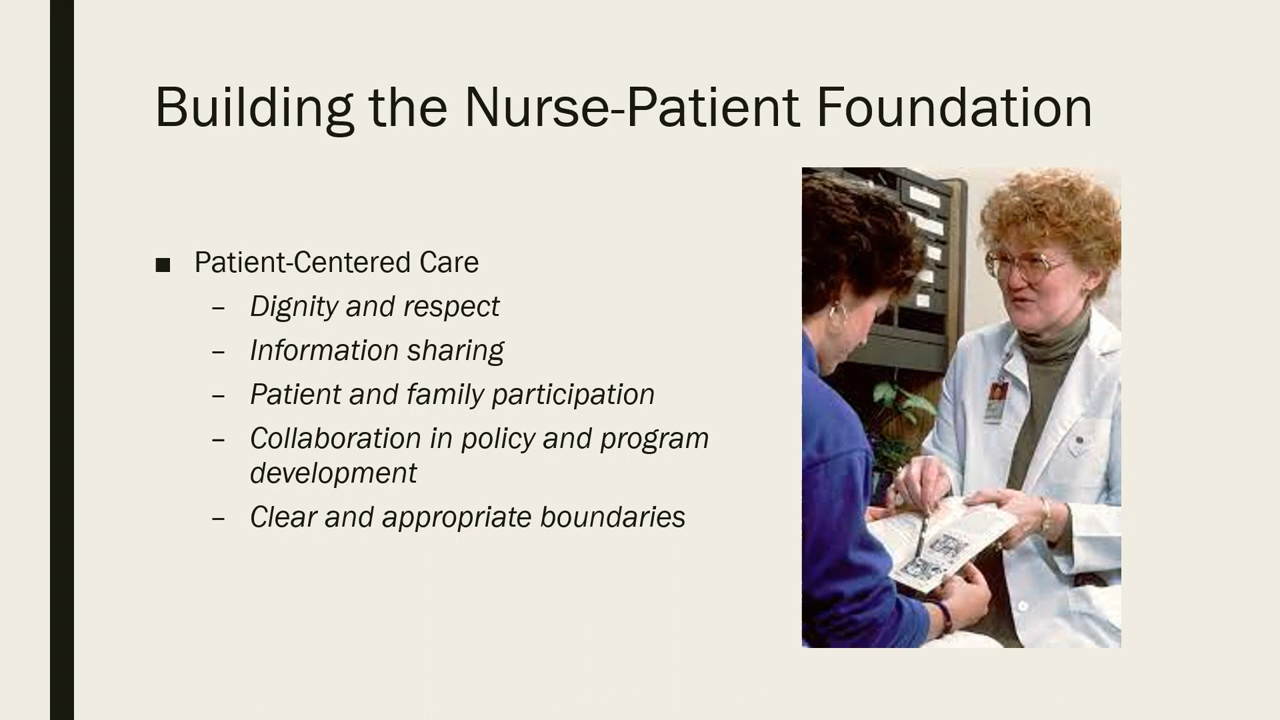 Building the Nurse-Patient Foundation
■ Patient-Centered Care
– Dignity and respect
– Information sharing
– Patient and family participation
– Collaboration in policy and program
development
– Clear and appropriate boundaries